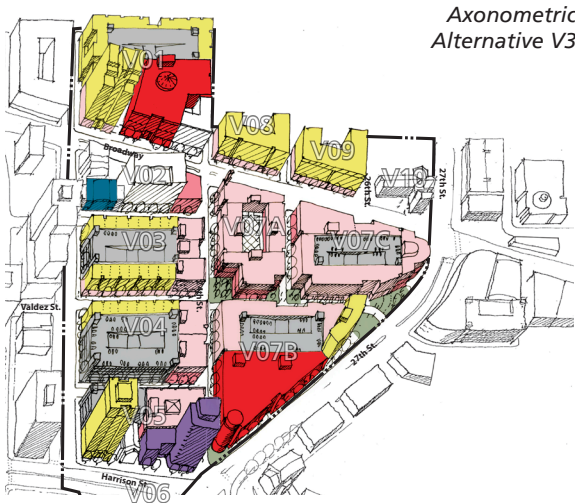 Axonometric
Alternative V3
V01
Broadway
V08
V09
V02
V10
26th St.
27th St.
V07A
V03
V07C
Valdez St.
V04
V07B
27th St.
V05
Harrison St.
V06